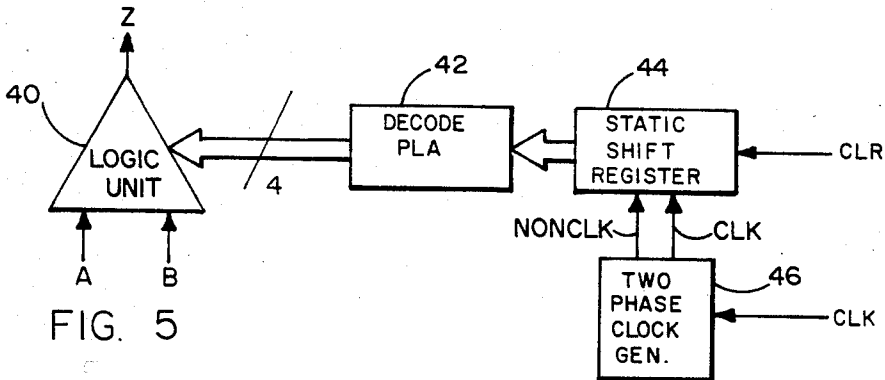 Z
40
LOGIC
UNIT
4
A
B
42
DECODE
PLA
44
STATIC
SHIFT
REGISTER
CLR
NONCLK
CLK
46
TWO
PHASE
CLOCK
GEN.
CLK
FIG. 5